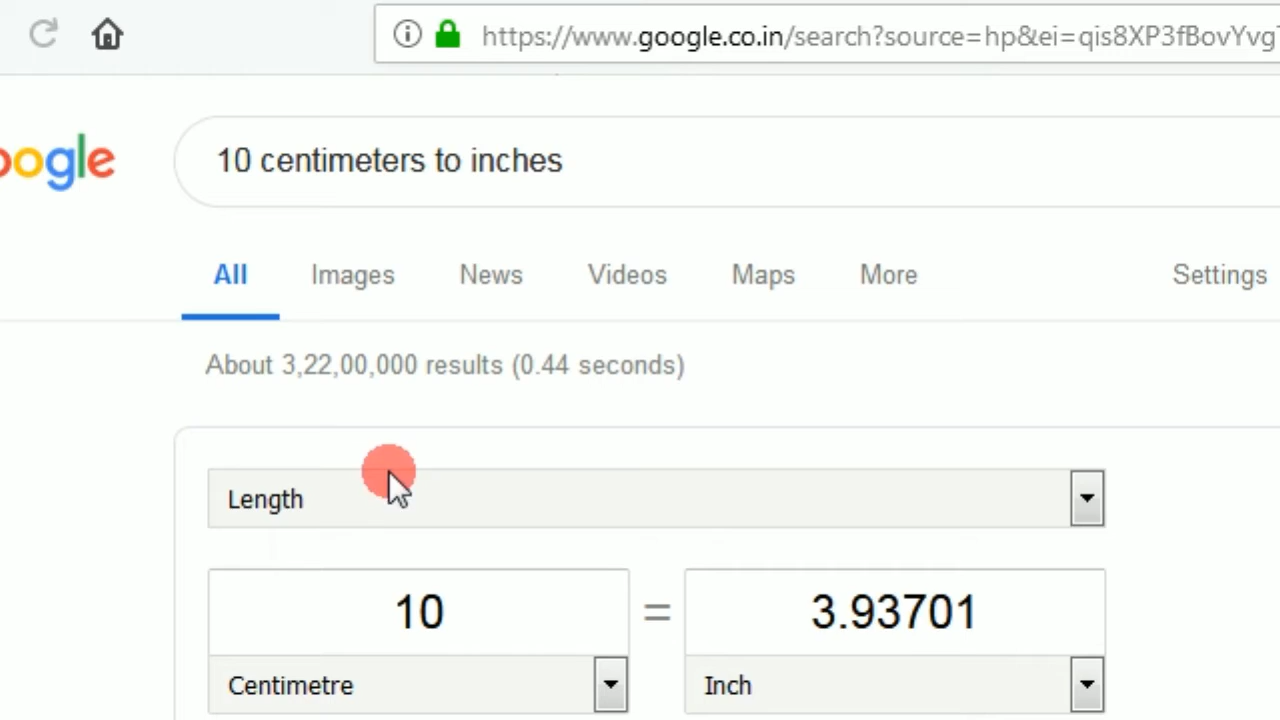 https://www.google.co.in/search?source=hp&ei=qis8XP3fBovYvg
oogle
10 centimeters to inches
All Images News Videos Maps More Settings
About 3,22,00,000 results (0.44 seconds)
Length
10 = 3.93701
Centimetre Inch